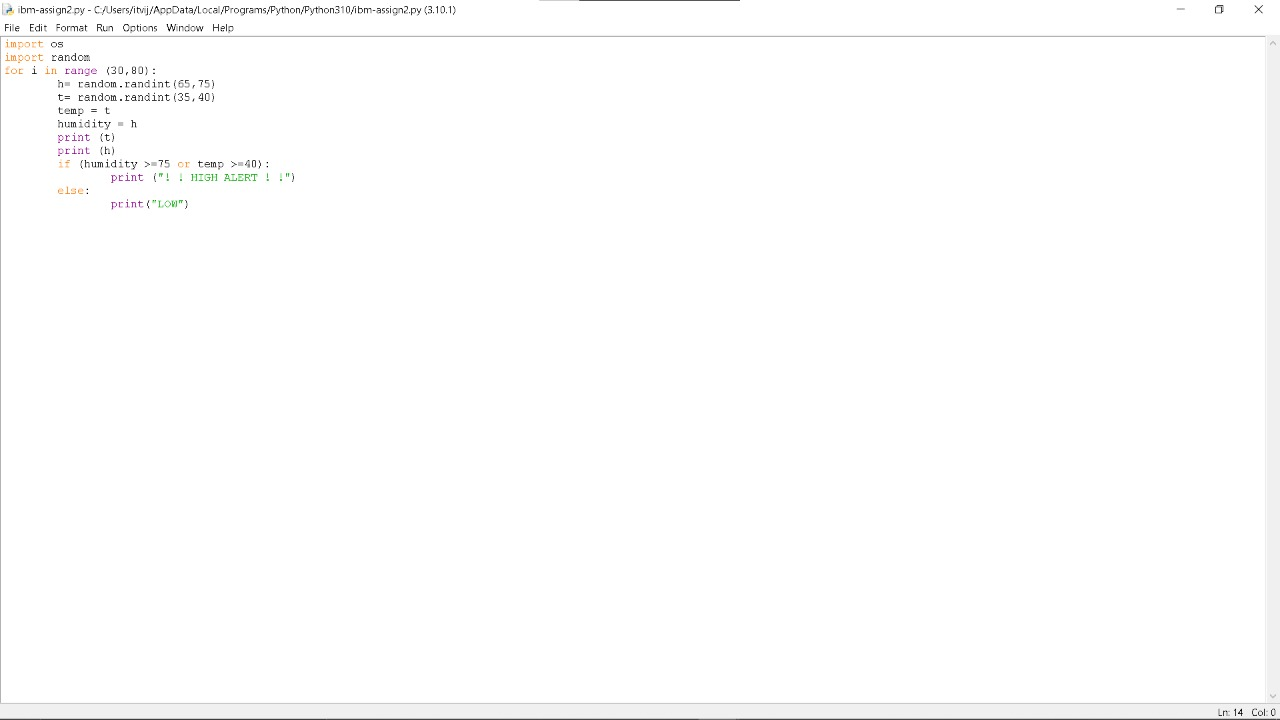 ibm-assign2.py - C:/Users/itvij/AppData/Local/Programs/Python/Python310/ibm-assign2.py (3.10.1)
File Edit Format Run Options Window Help
import os
import random
for i in range (30,80):
        h= random.randint(65,75)
        t= random.randint(35,40)
        temp = t
        humidity = h
        print (t)
        print (h)
        if (humidity >=75 or temp >=40):
                print ("! ! HIGH ALERT ! !")
        else:
                print("LOW")
Ln: 14 Col: 0